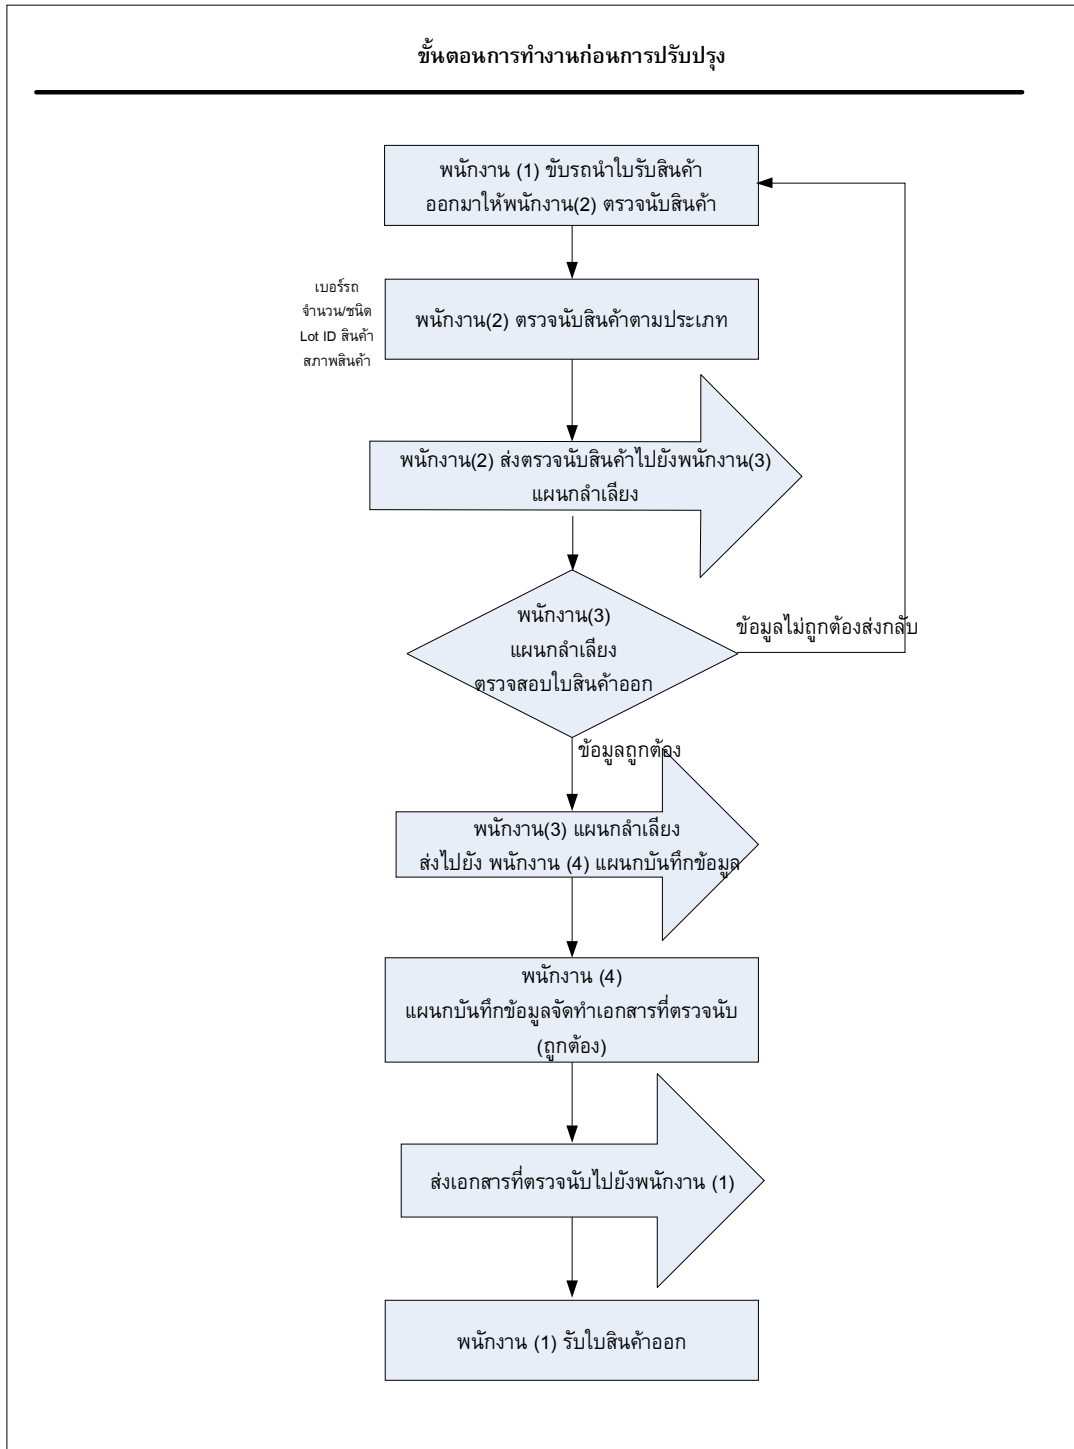 ขั้นตอนการทำงานก่อนการปรับปรุง
พนักงาน (1) ขับรถนำใบรับสินค้า
ออกมาให้พนักงาน(2) ตรวจนับสินค้า
เบอร์รถ
จำนวน/ชนิด
Lot ID สินค้า
สภาพสินค้า
พนักงาน(2) ตรวจนับสินค้าตามประเภท
พนักงาน(2) ส่งตรวจนับสินค้าไปยังพนักงาน(3)
แผนกลำเลียง
พนักงาน(3)
แผนกลำเลียง
ตรวจสอบใบสินค้าออก
ข้อมูลไม่ถูกต้องส่งกลับ
ข้อมูลถูกต้อง
พนักงาน(3) แผนกลำเลียง
ส่งไปยัง พนักงาน (4) แผนกบันทึกข้อมูล
พนักงาน (4)
แผนกบันทึกข้อมูลจัดทำเอกสารที่ตรวจนับ
(ถูกต้อง)
ส่งเอกสารที่ตรวจนับไปยังพนักงาน (1)
พนักงาน (1) รับใบสินค้าออก